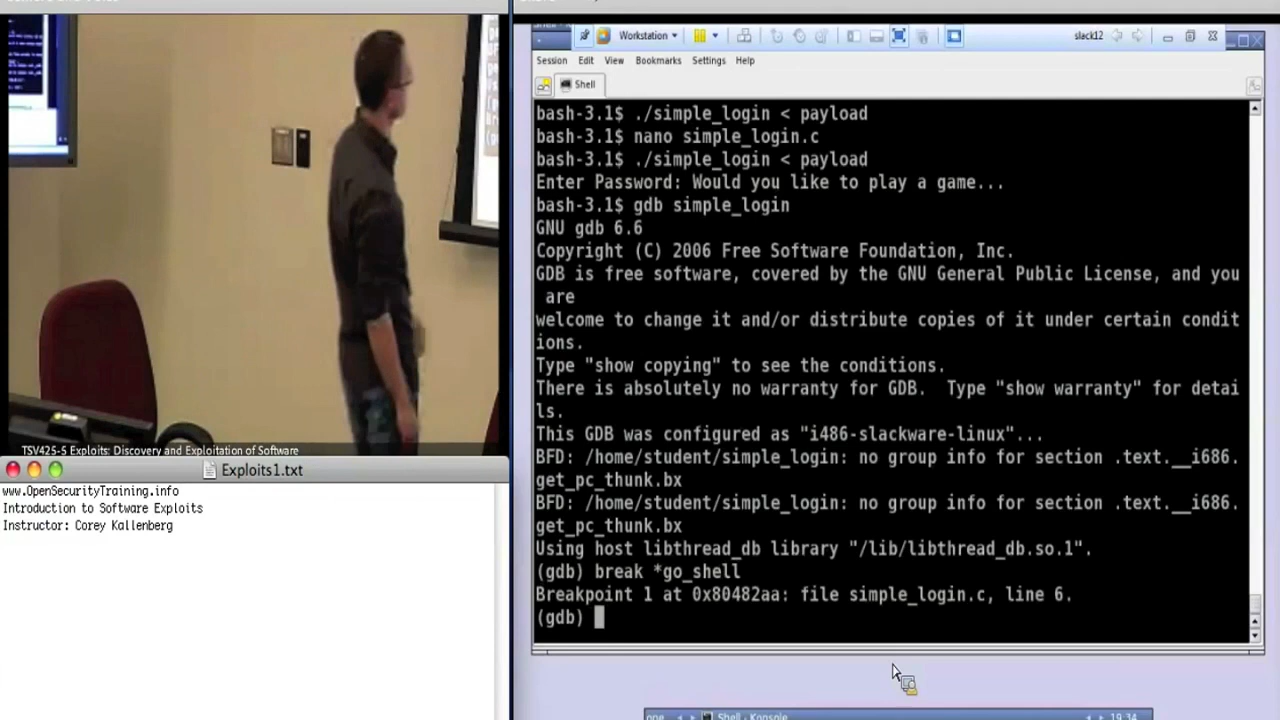 TSV425-5 Exploits: Discovery and Exploitation of Software
Exploits1.txt
www.OpenSecurityTraining.info
Introduction to Software Exploits
Instructor: Corey Kallenberg
Workstation
slack12
Session Edit View Bookmarks Settings Help
Shell
bash-3.1$ ./simple_login < payload
bash-3.1$ nano simple_login.c
bash-3.1$ ./simple_login < payload
Enter Password: Would you like to play a game...
bash-3.1$ gdb simple_login
GNU gdb 6.6
Copyright (C) 2006 Free Software Foundation, Inc.
GDB is free software, covered by the GNU General Public License, and you
are
welcome to change it and/or distribute copies of it under certain condit
ions.
Type "show copying" to see the conditions.
There is absolutely no warranty for GDB.  Type "show warranty" for detai
ls.
This GDB was configured as "i486-slackware-linux"...
BFD: /home/student/simple_login: no group info for section .text.__i686.
get_pc_thunk.bx
BFD: /home/student/simple_login: no group info for section .text.__i686.
get_pc_thunk.bx
Using host libthread_db library "/lib/libthread_db.so.1".
(gdb) break *go_shell
Breakpoint 1 at 0x80482aa: file simple_login.c, line 6.
(gdb)
Shell - Konsole
19:34